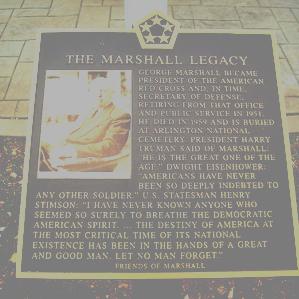 THE MARSHALL LEGACY
GEORGE MARSHALL BECAME
PRESIDENT OF THE AMERICAN
RED CROSS AND, IN TIME,
SECRETARY OF DEFENSE,
RETIRING FROM THAT OFFICE
AND PUBLIC SERVICE IN 1951.
HE DIED IN 1959 AND IS BURIED
AT ARLINGTON NATIONAL
CEMETERY. PRESIDENT HARRY
TRUMAN SAID OF MARSHALL:
"HE IS THE GREAT ONE OF THE
AGE." DWIGHT EISENHOWER:
"AMERICANS HAVE NEVER
BEEN SO DEEPLY INDEBTED TO
ANY OTHER SOLDIER." U.S. STATESMAN HENRY
STIMSON: "I HAVE NEVER KNOWN ANYONE WHO
SEEMED SO SURELY TO BREATHE THE DEMOCRATIC
AMERICAN SPIRIT. ... THE DESTINY OF AMERICA AT
THE MOST CRITICAL TIME OF ITS NATIONAL
EXISTENCE HAS BEEN IN THE HANDS OF A GREAT
AND GOOD MAN. LET NO MAN FORGET."
FRIENDS OF MARSHALL